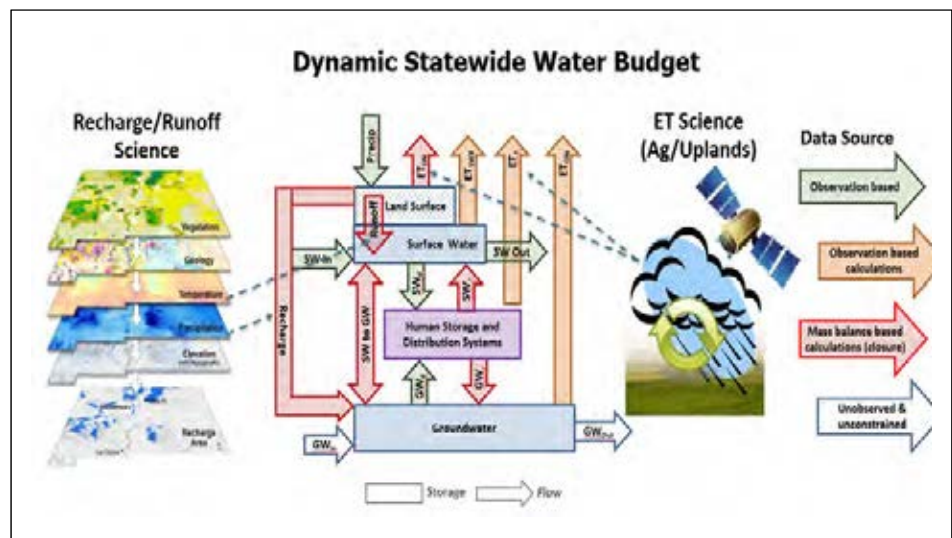 Dynamic Statewide Water Budget
Recharge/Runoff
Science
Vegetation
Geology
Temperature
Precipitation
Elevation
Recharge
Area
Precip
Runoff
Land Surface
Surface Water
SW-In
SW Out
Recharge
SW to GW
Human Storage and
Distribution Systems
Groundwater
GW
GW
GW
GWOut
Storage
Flow
ET Science
(Ag/Uplands)
Data Source
Observation based
Observation based
calculations
Mass balance based
calculations (closure)
Unobserved &
unconstrained